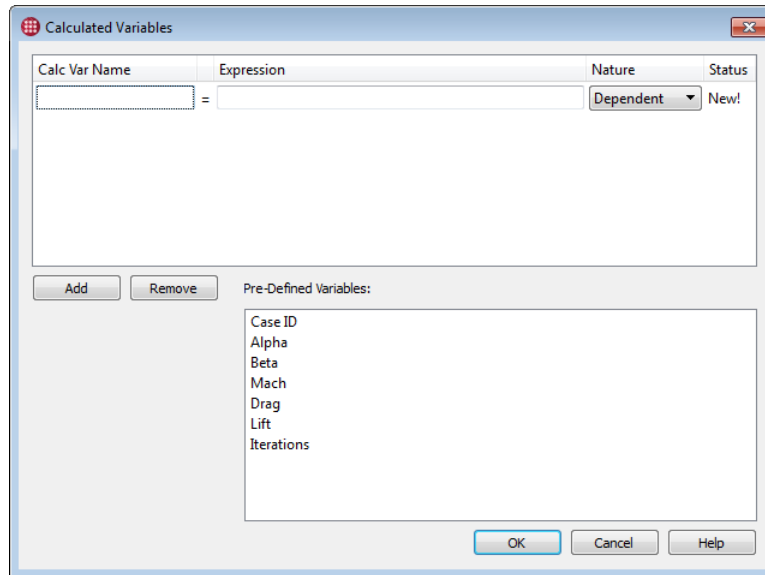 Calculated Variables
Calc Var Name Expression Nature Status
= Dependent New!
Add Remove Pre-Defined Variables:
Case ID
Alpha
Beta
Mach
Drag
Lift
Iterations
OK Cancel Help